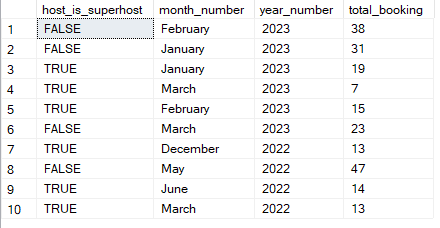 host_is_superhost month_number year_number total_booking
1 FALSE February 2023 38
2 FALSE January 2023 31
3 TRUE January 2023 19
4 TRUE March 2023 7
5 TRUE February 2023 15
6 FALSE March 2023 23
7 TRUE December 2022 13
8 FALSE May 2022 47
9 TRUE June 2022 14
10 TRUE March 2022 13